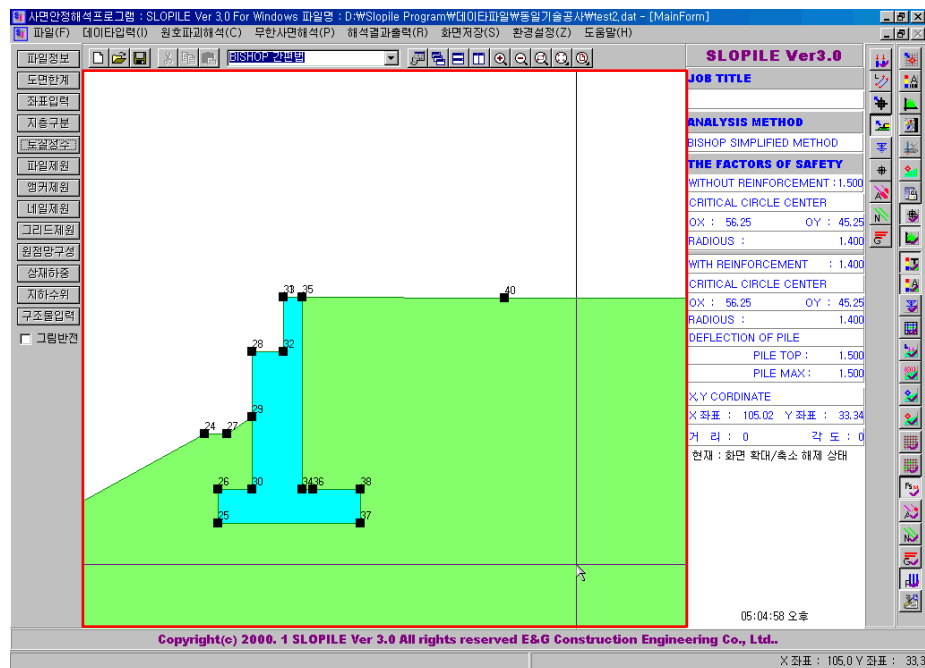 사면안정해석프로그램 : SLOPILE Ver 3,0 For Windows 파일명 : D:₩Slopile Program₩데이타파일₩동일기술공사₩test2,dat - [MainForm]
파일(F) 데이타입력(I) 원호파괴해석(C) 무한사면해석(P) 해석결과출력(R) 화면저장(S) 환경설정(Z) 도움말(H)
BISHOP 간편법
파일정보
도면한계
좌표입력
지층구분
토질정수
파일제원
앵커제원
네일제원
그리드제원
원점망구성
상재하중
지하수위
구조물입력
그림반전
33 35
40
28
32
29
24 27
26 30 34 36 38
25 37
SLOPILE Ver3.0
JOB TITLE
ANALYSIS METHOD
BISHOP SIMPLIFIED METHOD
THE FACTORS OF SAFETY
WITHOUT REINFORCEMENT : 1.500
CRITICAL CIRCLE CENTER
OX : 56.25 OY : 45.25
RADIOUS : 1.400
WITH REINFORCEMENT : 1.400
CRITICAL CIRCLE CENTER
OX : 56.25 OY : 45.25
RADIOUS : 1.400
DEFLECTION OF PILE
PILE TOP : 1.500
PILE MAX : 1.500
X,Y CORDINATE
X 좌표 : 105.02 Y 좌표 : 33.34
거 리 : 0 각 도 : 0
현재 : 화면 확대/축소 해제 상태
05:04:58 오후
Copyright(c) 2000. 1 SLOPILE Ver 3.0 All rights reserved E&G Construction Engineering Co., Ltd..
X 좌표 : 105,0 Y 좌표 : 33,3